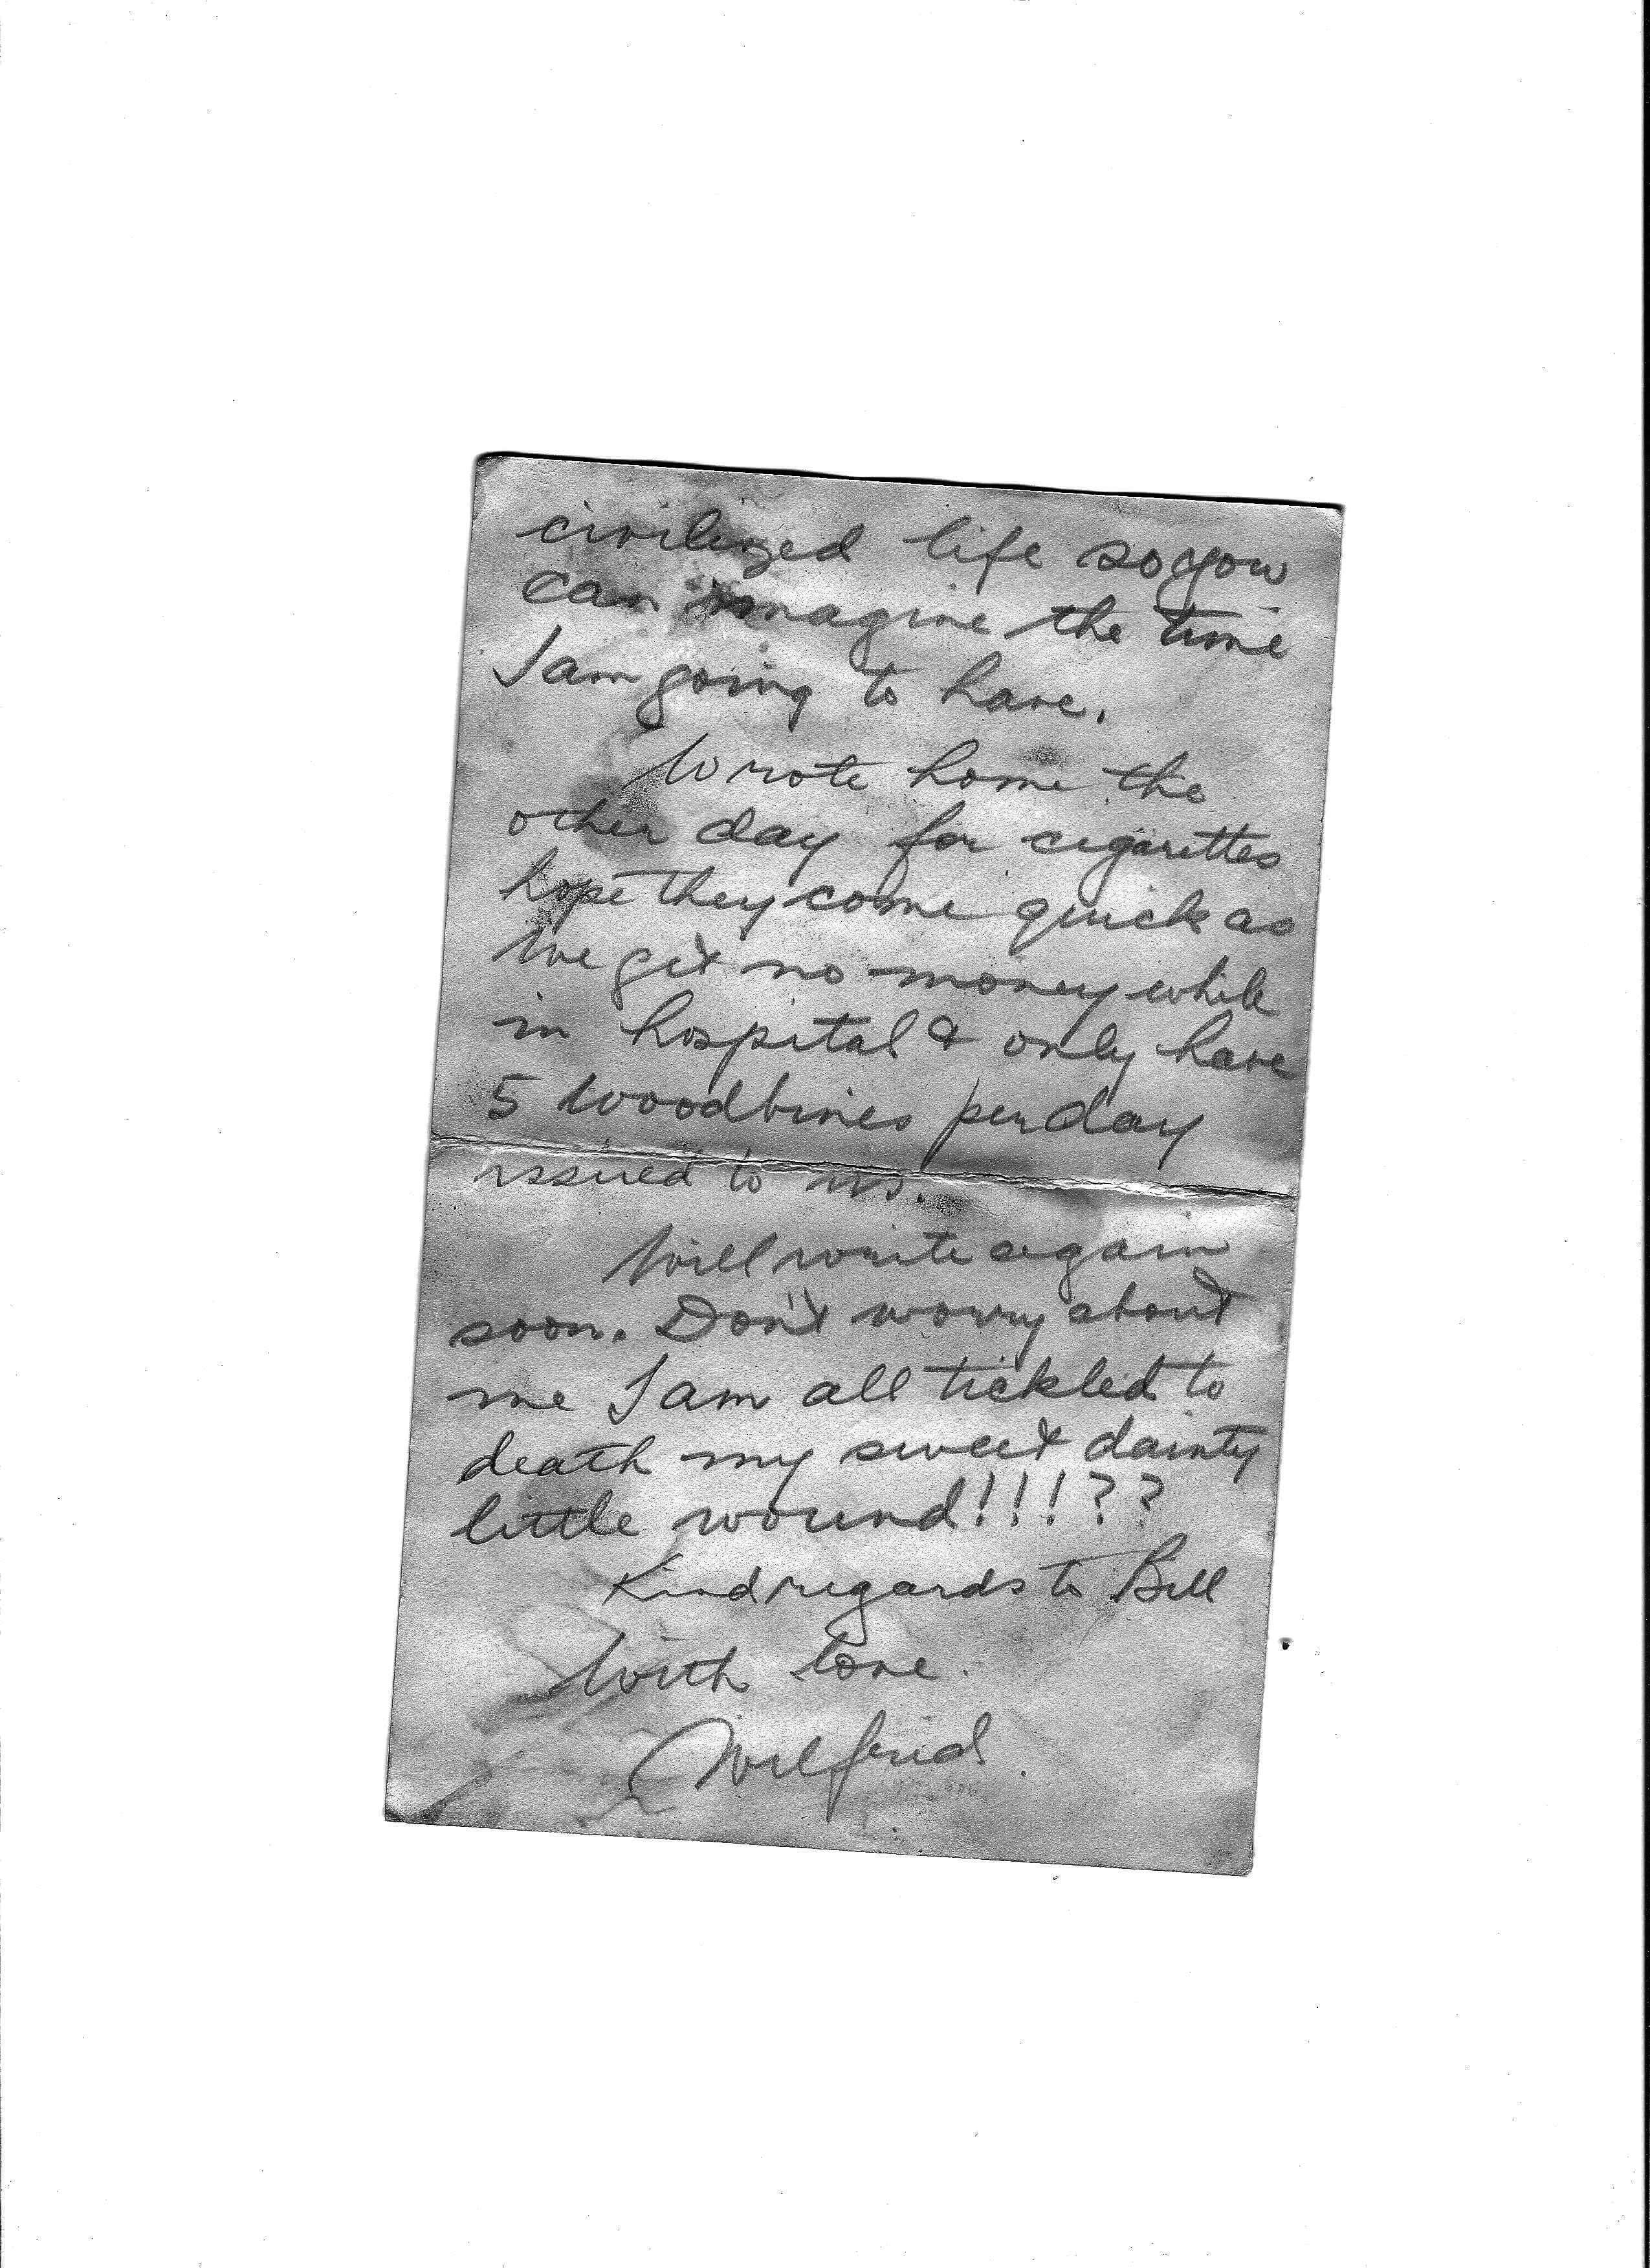 civilized life so you
can imagine the time
I am going to have.
Wrote home the
other day for cigarettes
hope they come quick as
we get no money while
in hospital & only have
5 Woodbines per day
issued to us.
Will write again
soon. Don't worry about
me I am all tickled to
death my sweet dainty
little wound!!!??
Kind regards to Bill
With love.
Wilfrid.